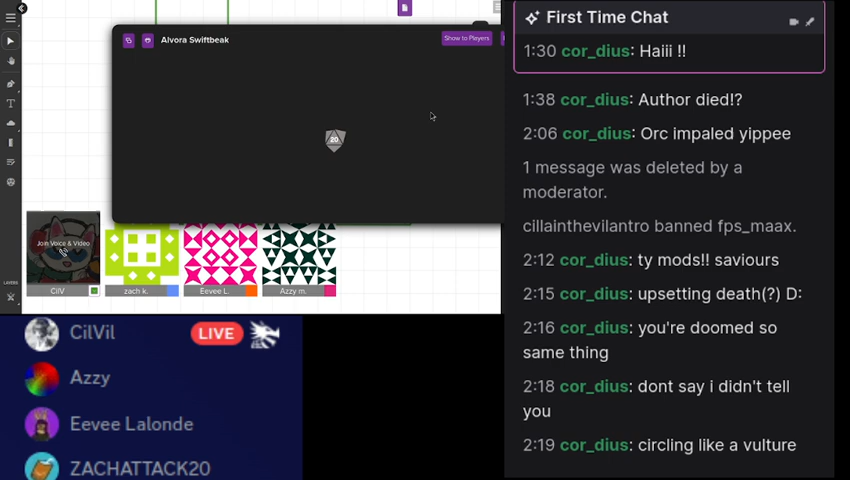 Alvora Swiftbeak
Show to Players
20
T
Join Voice & Video
CilV
zach k.
Eevee L.
Azzy m.
LAYERS
CilVil
LIVE
Azzy
Eevee Lalonde
ZACHATTACK20
First Time Chat
1:30 cor_dius: Haiii !!
1:38 cor_dius: Author died!?
2:06 cor_dius: Orc impaled yippee
1 message was deleted by a
moderator.
cillainthevilantro banned fps_maax.
2:12 cor_dius: ty mods!! saviours
2:15 cor_dius: upsetting death(?) D:
2:16 cor_dius: you're doomed so
same thing
2:18 cor_dius: dont say i didn't tell
you
2:19 cor_dius: circling like a vulture